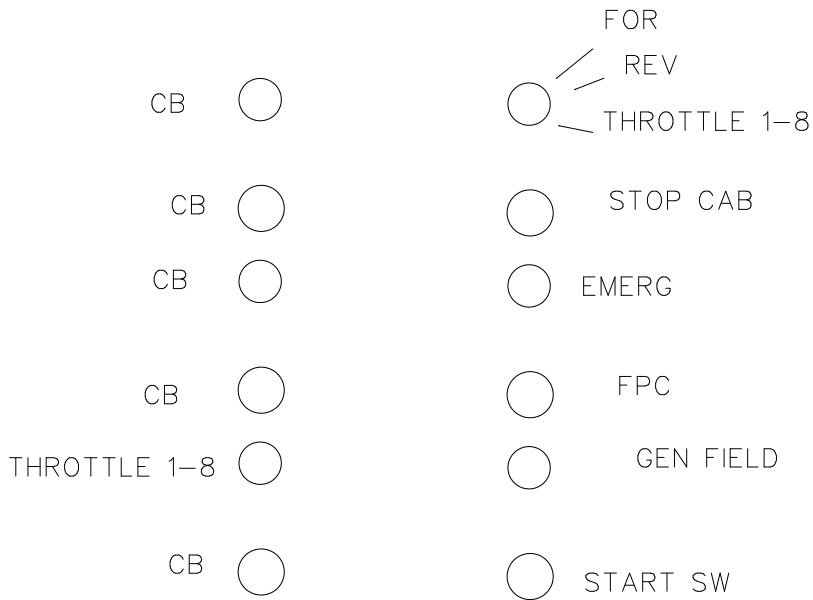 FOR
REV
CB
THROTTLE 1-8
CB
STOP CAB
CB
EMERG
CB
FPC
THROTTLE 1-8
GEN FIELD
CB
START SW